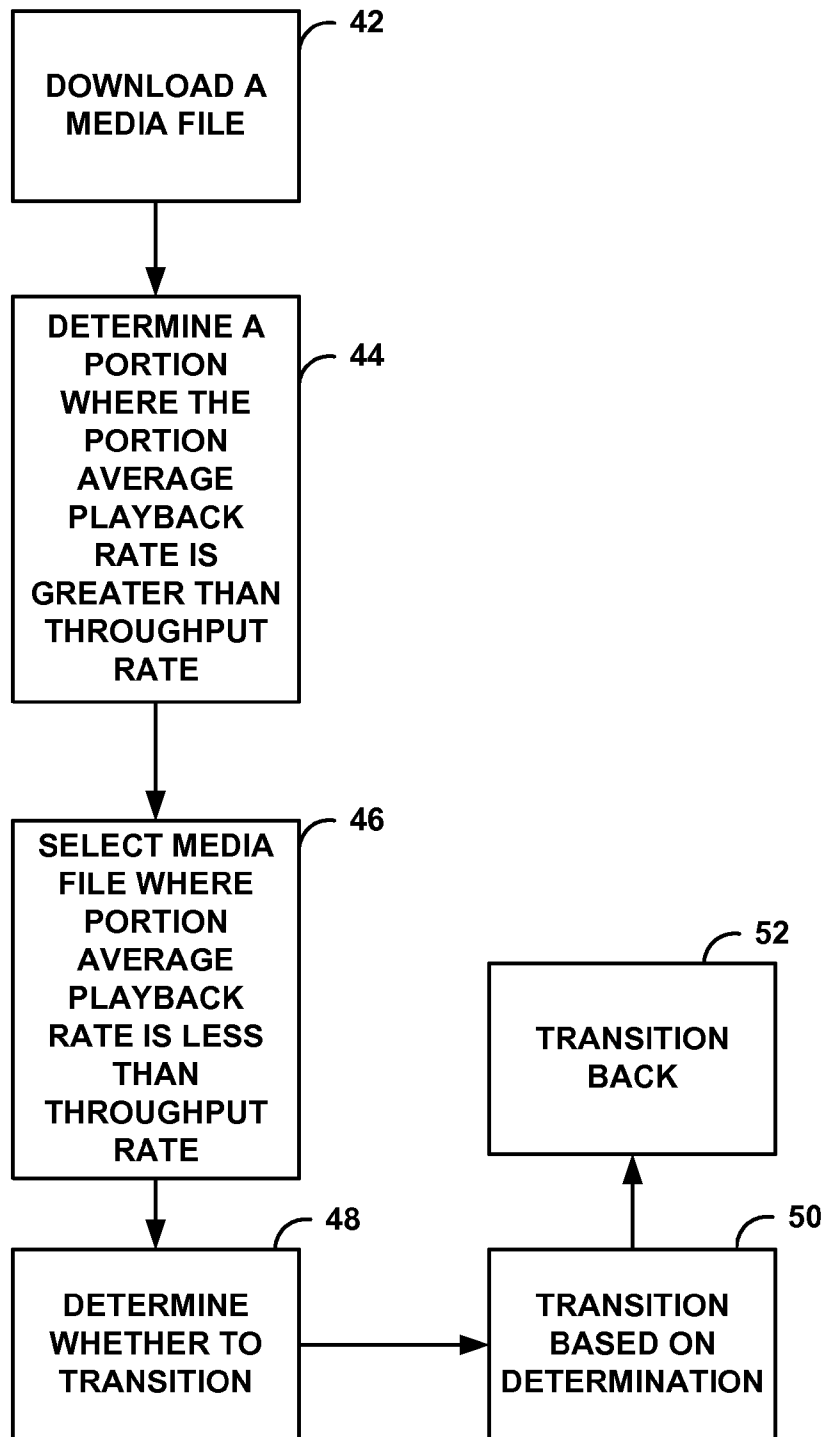 42
DOWNLOAD A
MEDIA FILE
44
DETERMINE A
PORTION
WHERE THE
PORTION
AVERAGE
PLAYBACK
RATE IS
GREATER THAN
THROUGHPUT
RATE
46
SELECT MEDIA
FILE WHERE
PORTION
AVERAGE
PLAYBACK
RATE IS LESS
THAN
THROUGHPUT
RATE
48
DETERMINE
WHETHER TO
TRANSITION
50
TRANSITION
BASED ON
DETERMINATION
52
TRANSITION
BACK